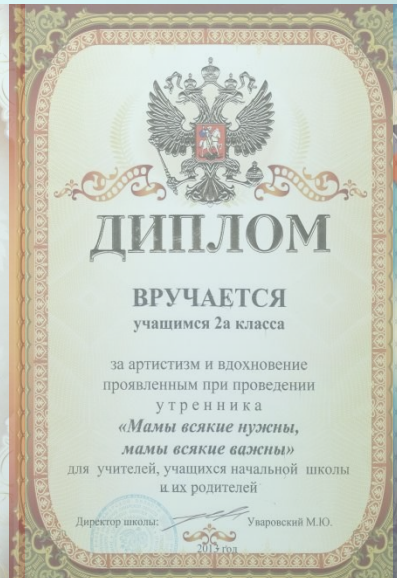 ДИПЛОМ
ВРУЧАЕТСЯ
учащимся 2а класса
за артистизм и вдохновение
проявленным при проведении
утренника
«Мамы всякие нужны,
мамы всякие важны»
для учителей, учащихся начальной школы
и их родителей
Директор школы: Уваровский М.Ю.
2013 год